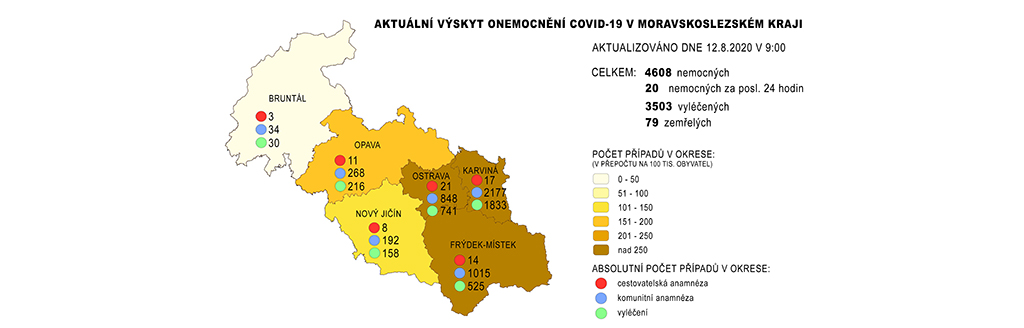 AKTUÁLNÍ VÝSKYT ONEMOCNĚNÍ COVID-19 V MORAVSKOSLEZSKÉM KRAJI
AKTUALIZOVÁNO DNE 12.8.2020 V 9:00
CELKEM: 4608 nemocných
20 nemocných za posl. 24 hodin
3503 vyléčených
79 zemřelých
BRUNTÁL
3
34
30
OPAVA
11
268
216
OSTRAVA
21
848
741
KARVINÁ
17
2177
1833
NOVÝ JIČÍN
8
192
158
FRÝDEK-MÍSTEK
14
1015
525
POČET PŘÍPADŮ V OKRESE:
(V PŘEPOČTU NA 100 TIS. OBYVATEL)
0 - 50
51 - 100
101 - 150
151 - 200
201 - 250
nad 250
ABSOLUTNÍ POČET PŘÍPADŮ V OKRESE:
cestovatelská anamnéza
komunitní anamnéza
vyléčení